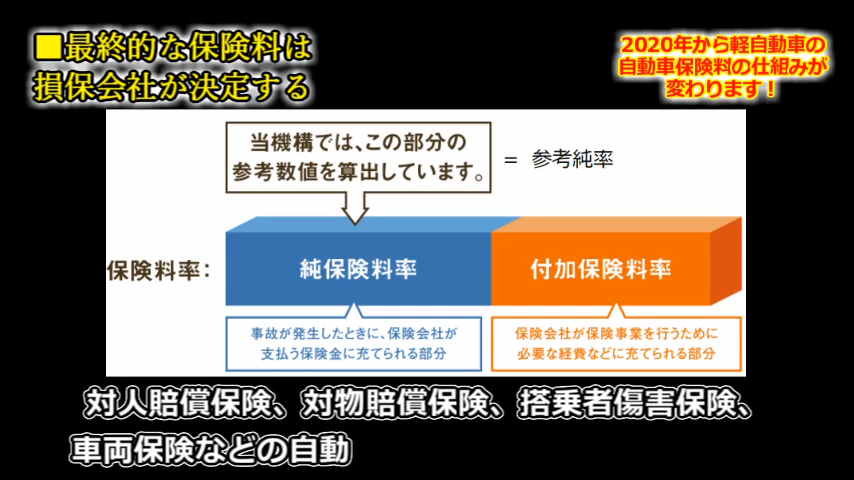 ■最終的な保険料は
損保会社が決定する
2020年から軽自動車の
自動車保険料の仕組みが
変わります！
当機構では、この部分の
参考数値を算出しています。
= 参考純率
保険料率：
純保険料率
付加保険料率
事故が発生したときに、保険会社が
支払う保険金に充てられる部分
保険会社が保険事業を行うために
必要な経費などに充てられる部分
対人賠償保険、対物賠償保険、搭乗者傷害保険、
車両保険などの自動